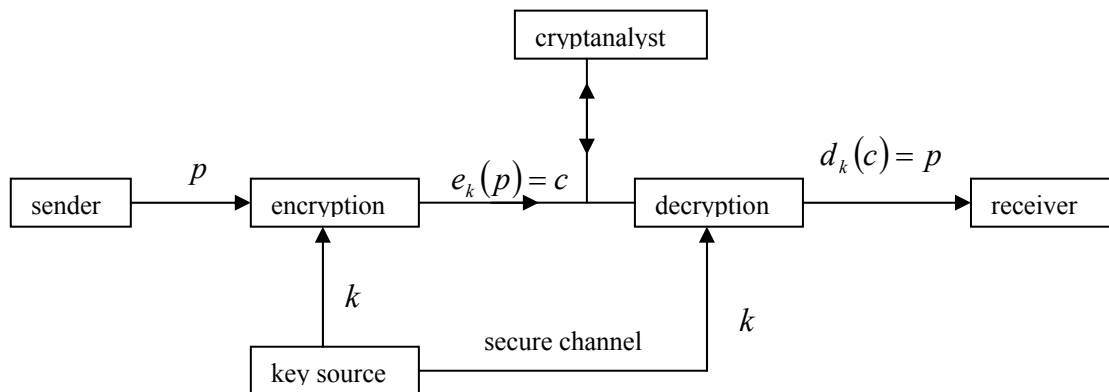 cryptanalyst
p
e_k(p) = c
d_k(c) = p
sender
encryption
decryption
receiver
k
k
secure channel
key source